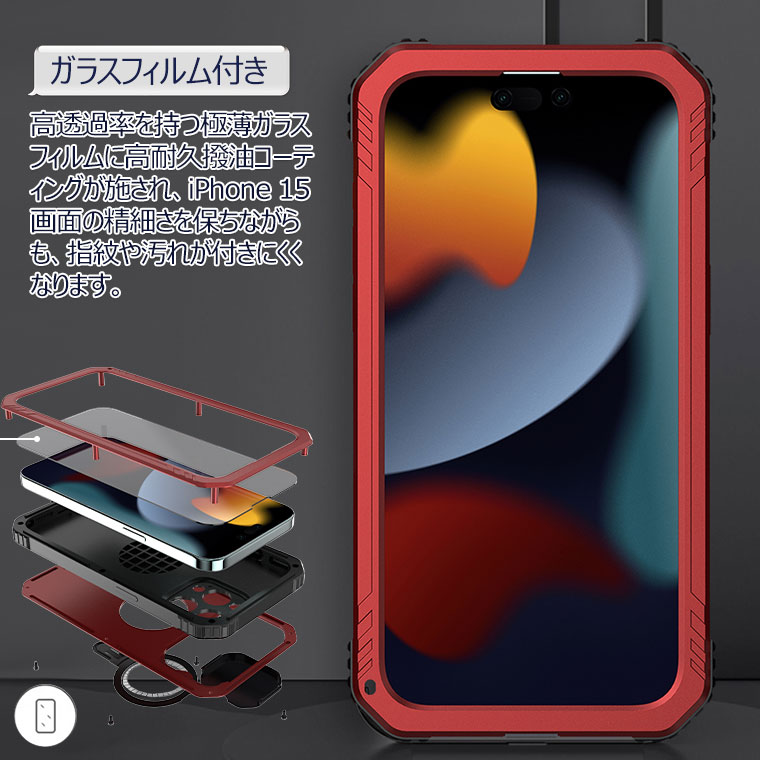 ガラスフィルム付き
高透過率を持つ極薄ガラス
フィルムに高耐久撥油コーテ
ィングが施され、iPhone 15
画面の精細さを保ちながら
も、指紋や汚れが付きにくく
なります。